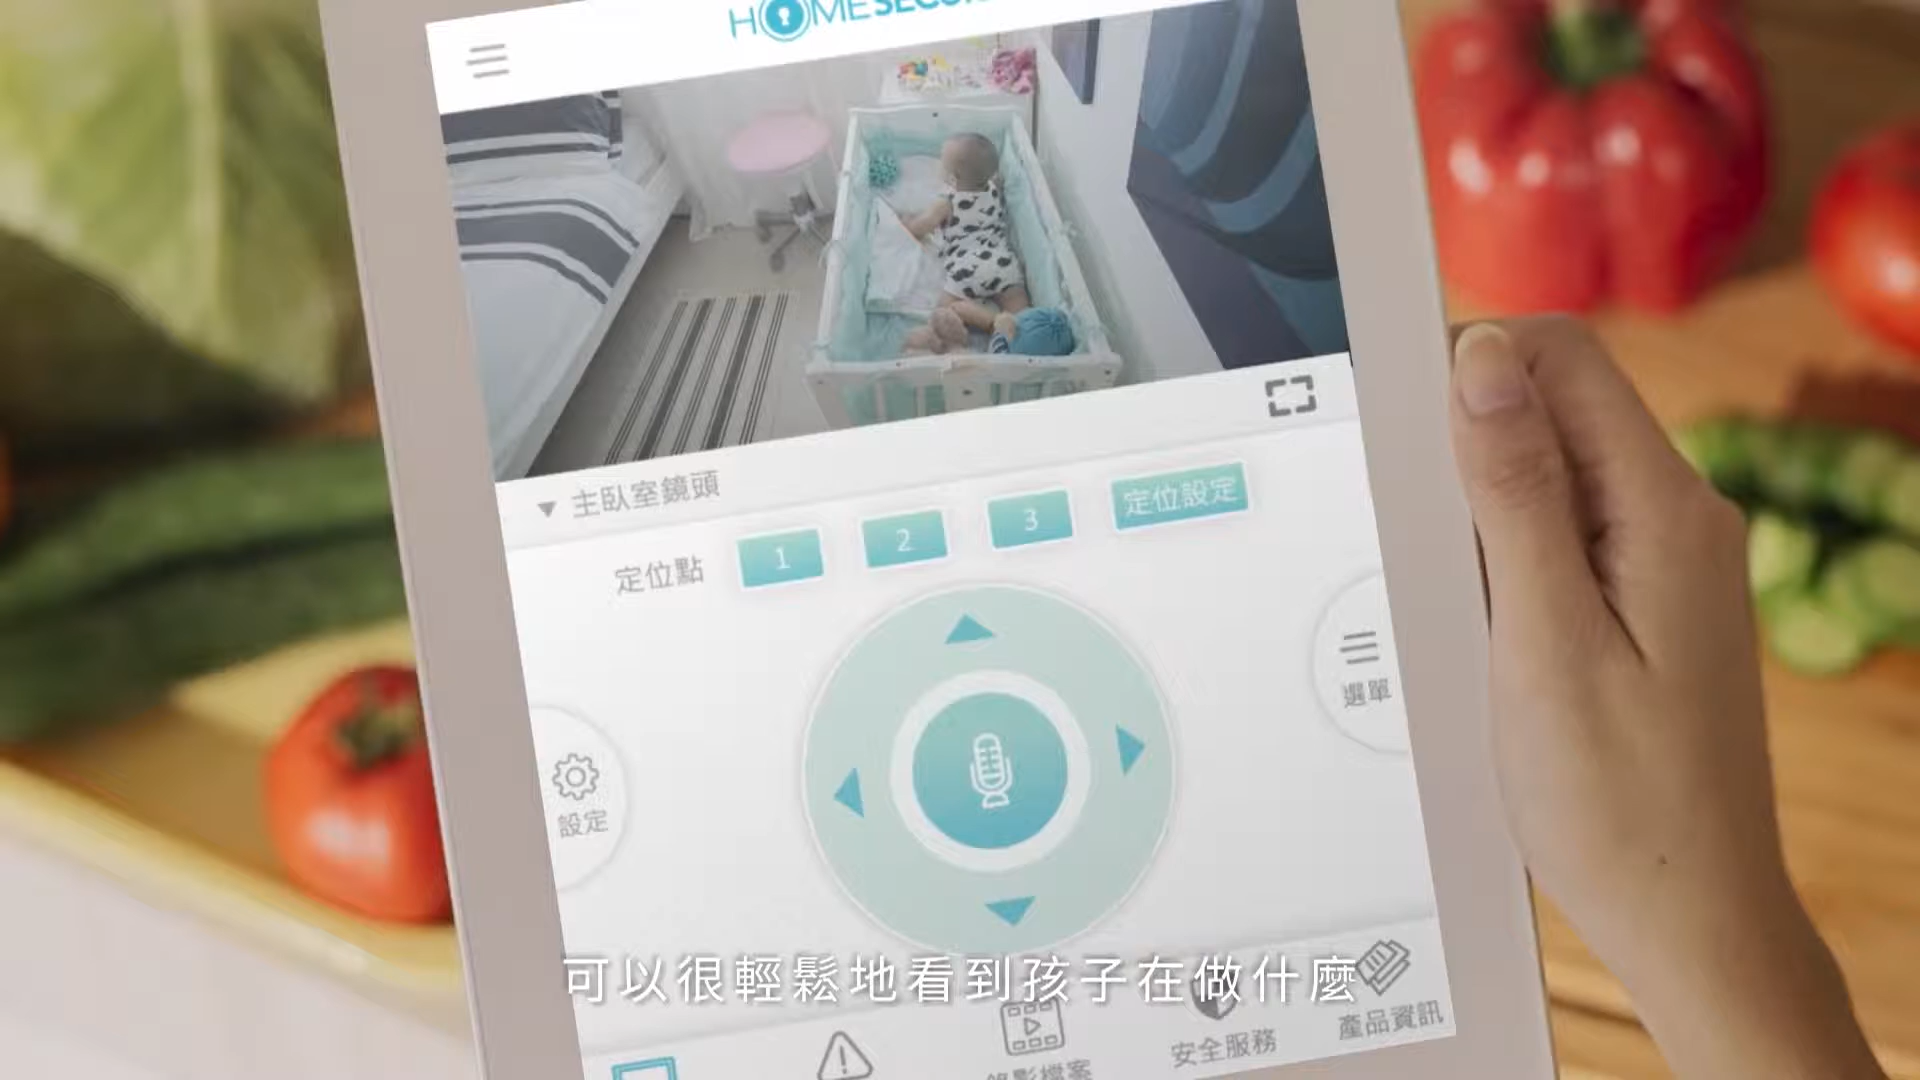 主臥室鏡頭
定位點 1 2 3 定位設定
選單
設定
可以很輕鬆地看到孩子在做什麼
產品資訊
安全服務